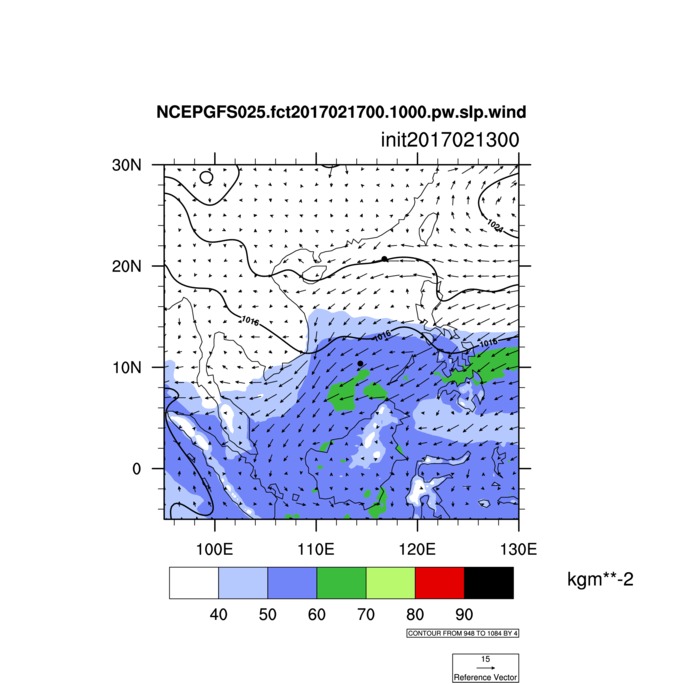 NCEPGFS025.fct2017021700.1000.pw.slp.wind
init2017021300
30N
20N
10N
0
1024
1016
1016
1016
100E
110E
120E
130E
kgm**-2
40
50
60
70
80
90
CONTOUR FROM 948 TO 1084 BY 4
15
Reference Vector